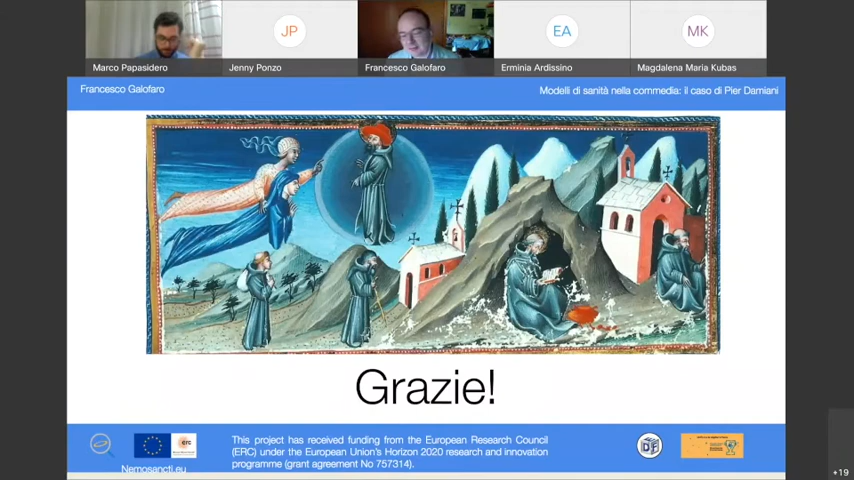 JP
EA
MK
Marco Papasidero
Jenny Ponzo
Francesco Galofaro
Erminia Ardissino
Magdalena Maria Kubas
Francesco Galofaro
Modelli di sanità nella commedia: il caso di Pier Damiani
Grazie!
This project has received funding from the European Research Council
(ERC) under the European Union's Horizon 2020 research and innovation
programme (grant agreement No 757314).
erc
Nemosancti.eu
+19